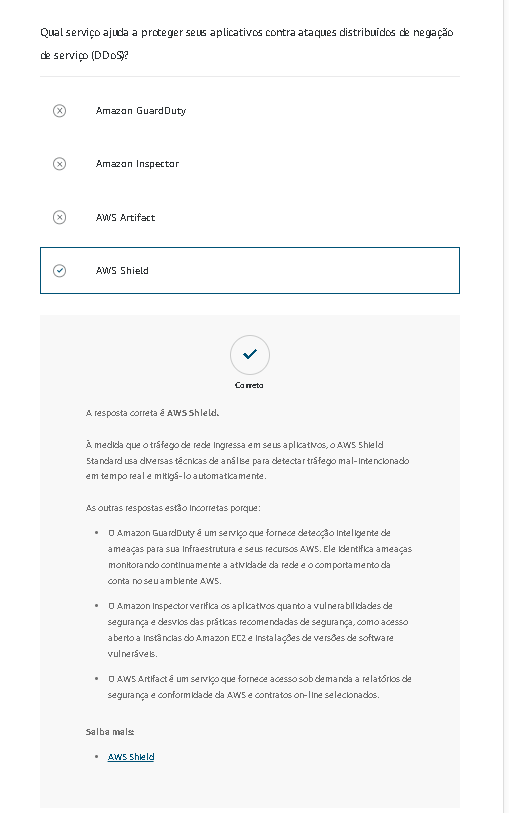 Qual serviço ajuda a proteger seus aplicativos contra ataques distribuídos de negação
de serviço (DDoS)?
Amazon GuardDuty
Amazon Inspector
AWS Artifact
AWS Shield
Correto
A resposta correta é AWS Shield.
À medida que o tráfego de rede ingressa em seus aplicativos, o AWS Shield
Standard usa diversas técnicas de análise para detectar tráfego mal-intencionado
em tempo real e mitigá-lo automaticamente.
As outras respostas estão incorretas porque:
• O Amazon GuardDuty é um serviço que fornece detecção inteligente de
ameaças para sua infraestrutura e seus recursos AWS. Ele identifica ameaças
monitorando continuamente a atividade da rede e o comportamento da
conta no seu ambiente AWS.
• O Amazon Inspector verifica os aplicativos quanto a vulnerabilidades de
segurança e desvios das práticas recomendadas de segurança, como acesso
aberto a instâncias do Amazon EC2 e instalações de versões de software
vulneráveis.
• O AWS Artifact é um serviço que fornece acesso sob demanda a relatórios de
segurança e conformidade da AWS e contratos on-line selecionados.
Saiba mais:
• AWS Shield